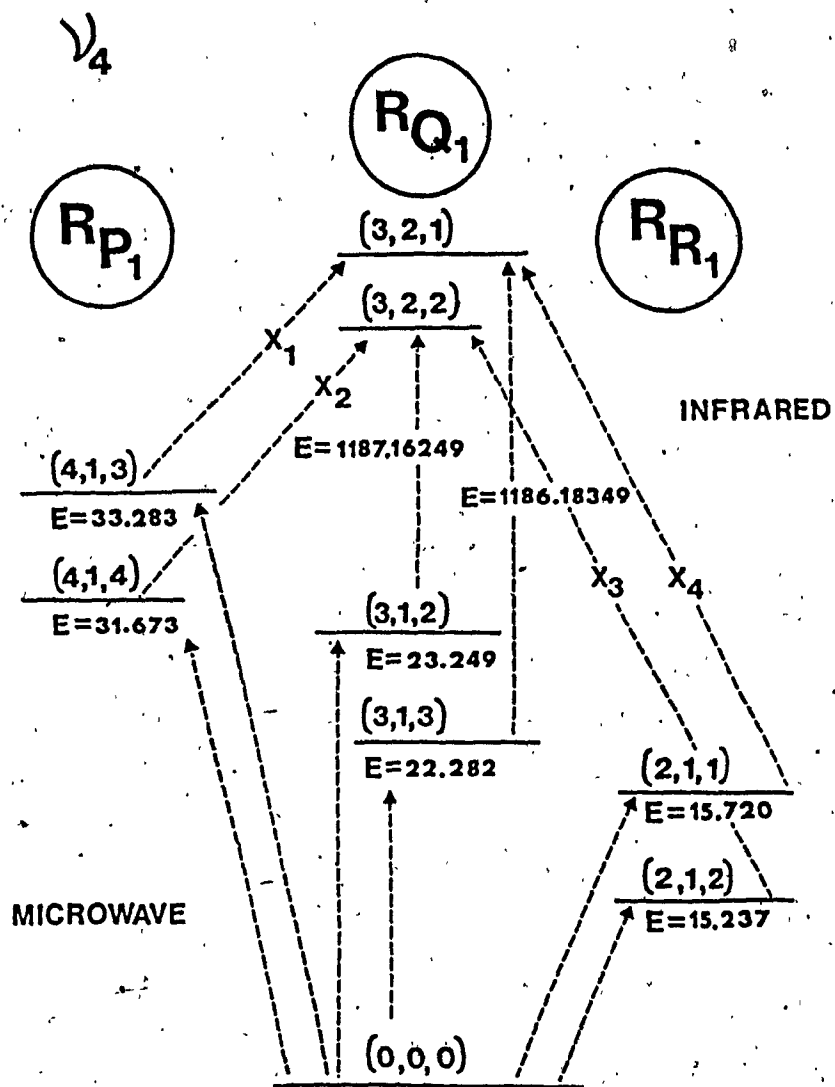 ν4
RQ1
RP1
RR1
(3,2,1)
(3,2,2)
X1
X2
INFRARED
E=1187.16249
(4,1,3)
E=1186.18349
E=33.283
(4,1,4)
X3
X4
E=31.673
(3,1,2)
E=23.249
(3,1,3)
E=22.282
(2,1,1)
E=15.720
(2,1,2)
MICROWAVE
E=15.237
(0,0,0)